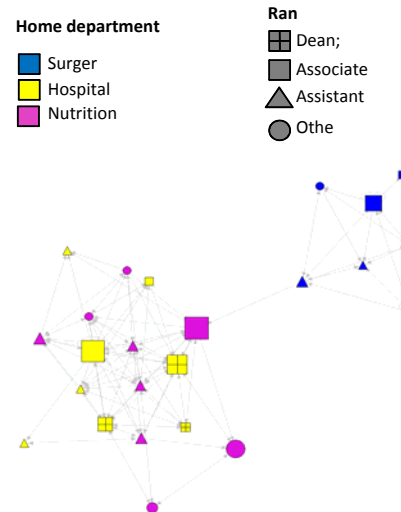 Home department
Surger
Hospital
Nutrition
Ran
Dean;
Associate
Assistant
Othe